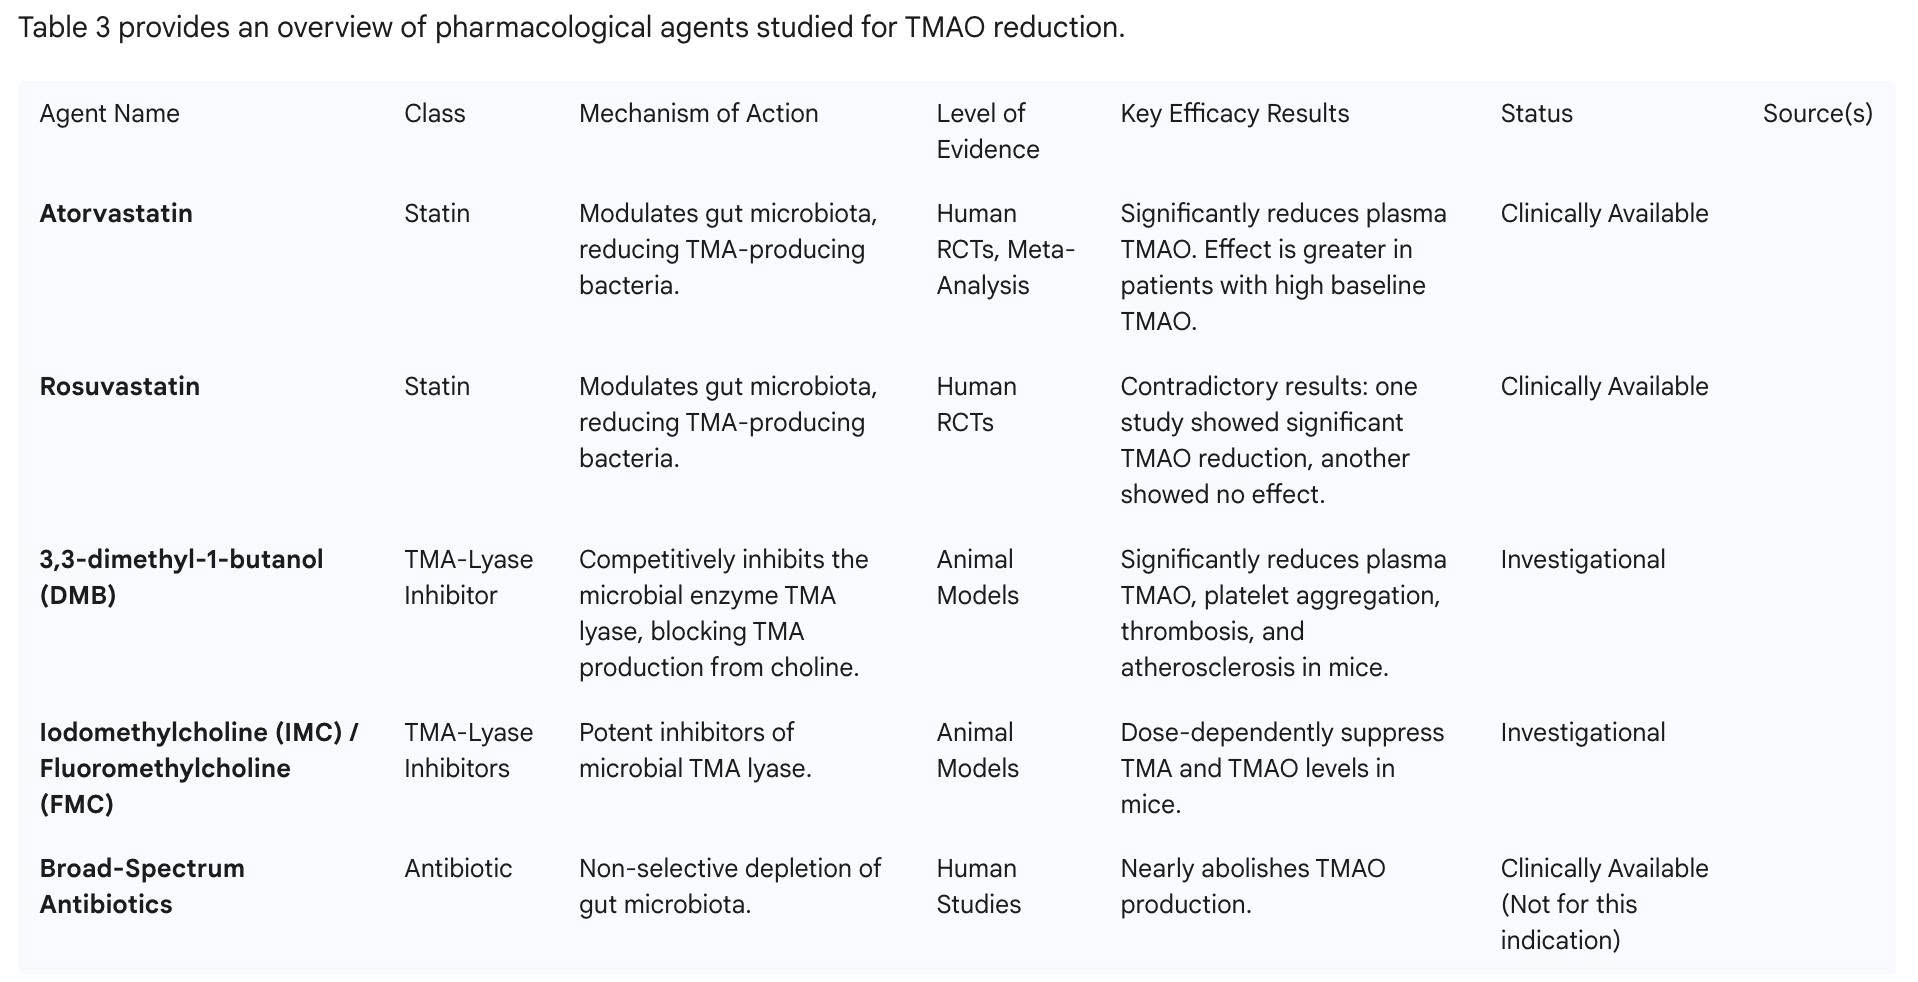 Table 3 provides an overview of pharmacological agents studied for TMAO reduction.
Agent Name
Class
Mechanism of Action
Level of
Evidence
Key Efficacy Results
Status
Source(s)
Atorvastatin
Statin
Modulates gut microbiota,
reducing TMA-producing
bacteria.
Human
RCTs, Meta-
Analysis
Significantly reduces plasma
TMAO. Effect is greater in
patients with high baseline
TMAO.
Clinically Available
Rosuvastatin
Statin
Modulates gut microbiota,
reducing TMA-producing
bacteria.
Human
RCTs
Contradictory results: one
study showed significant
TMAO reduction, another
showed no effect.
Clinically Available
3,3-dimethyl-1-butanol
(DMB)
TMA-Lyase
Inhibitor
Competitively inhibits the
microbial enzyme TMA
lyase, blocking TMA
production from choline.
Animal
Models
Significantly reduces plasma
TMAO, platelet aggregation,
thrombosis, and
atherosclerosis in mice.
Investigational
Iodomethylcholine (IMC) /
Fluoromethylcholine
(FMC)
TMA-Lyase
Inhibitors
Potent inhibitors of
microbial TMA lyase.
Animal
Models
Dose-dependently suppress
TMA and TMAO levels in
mice.
Investigational
Broad-Spectrum
Antibiotics
Antibiotic
Non-selective depletion of
gut microbiota.
Human
Studies
Nearly abolishes TMAO
production.
Clinically Available
(Not for this
indication)